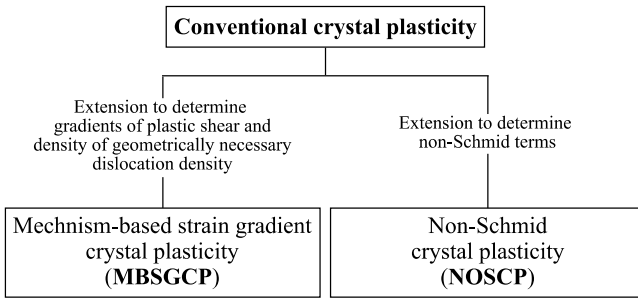 Conventional crystal plasticity
Extension to determine
gradients of plastic shear and
density of geometrically necessary
dislocation density
Extension to determine
non-Schmid terms
Mechnism-based strain gradient
crystal plasticity
(MBSGCP)
Non-Schmid
crystal plasticity
(NOSCP)